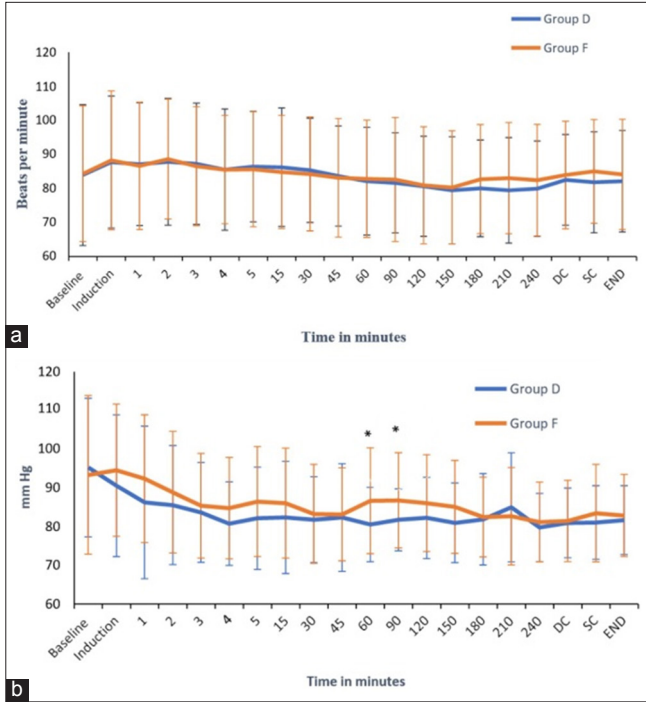 Group D
Group F
120
110
100
90
80
70
60
Beats per minute
Baseline
Induction
1
2
3
4
5
15
30
45
60
90
120
150
180
210
240
DC
SC
END
Time in minutes
a
120
110
100
90
80
70
60
mm Hg
Group D
Group F
*
*
Baseline
Induction
1
2
3
4
5
15
30
45
60
90
120
150
180
210
240
DC
SC
END
Time in minutes
b